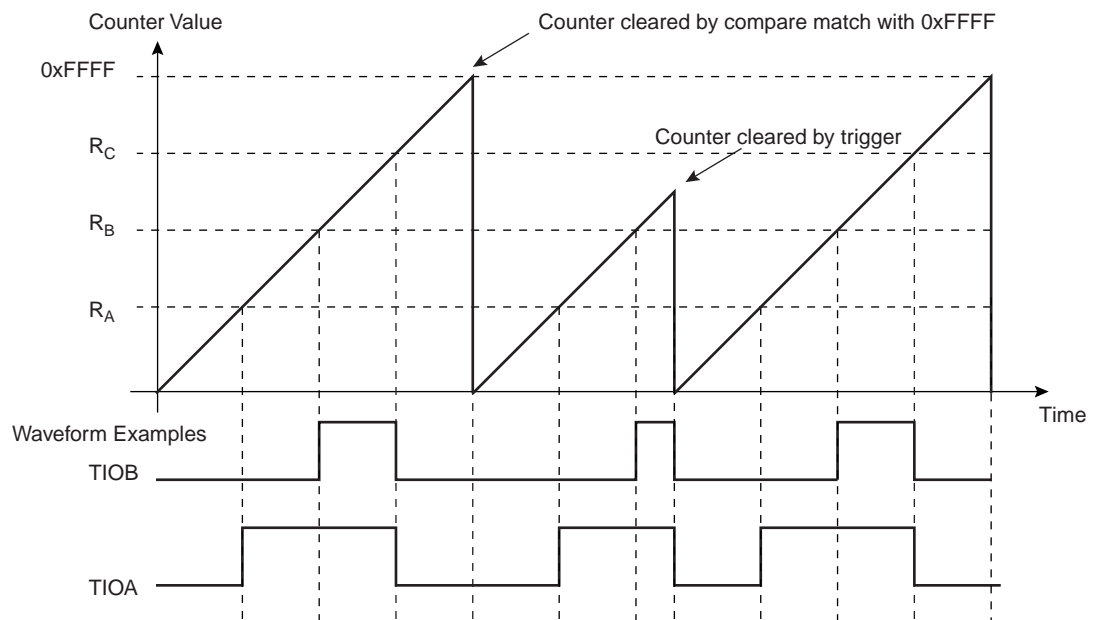 Counter Value
Counter cleared by compare match with 0xFFFF
0xFFFF
RC
Counter cleared by trigger
RB
RA
Time
Waveform Examples
TIOB
TIOA